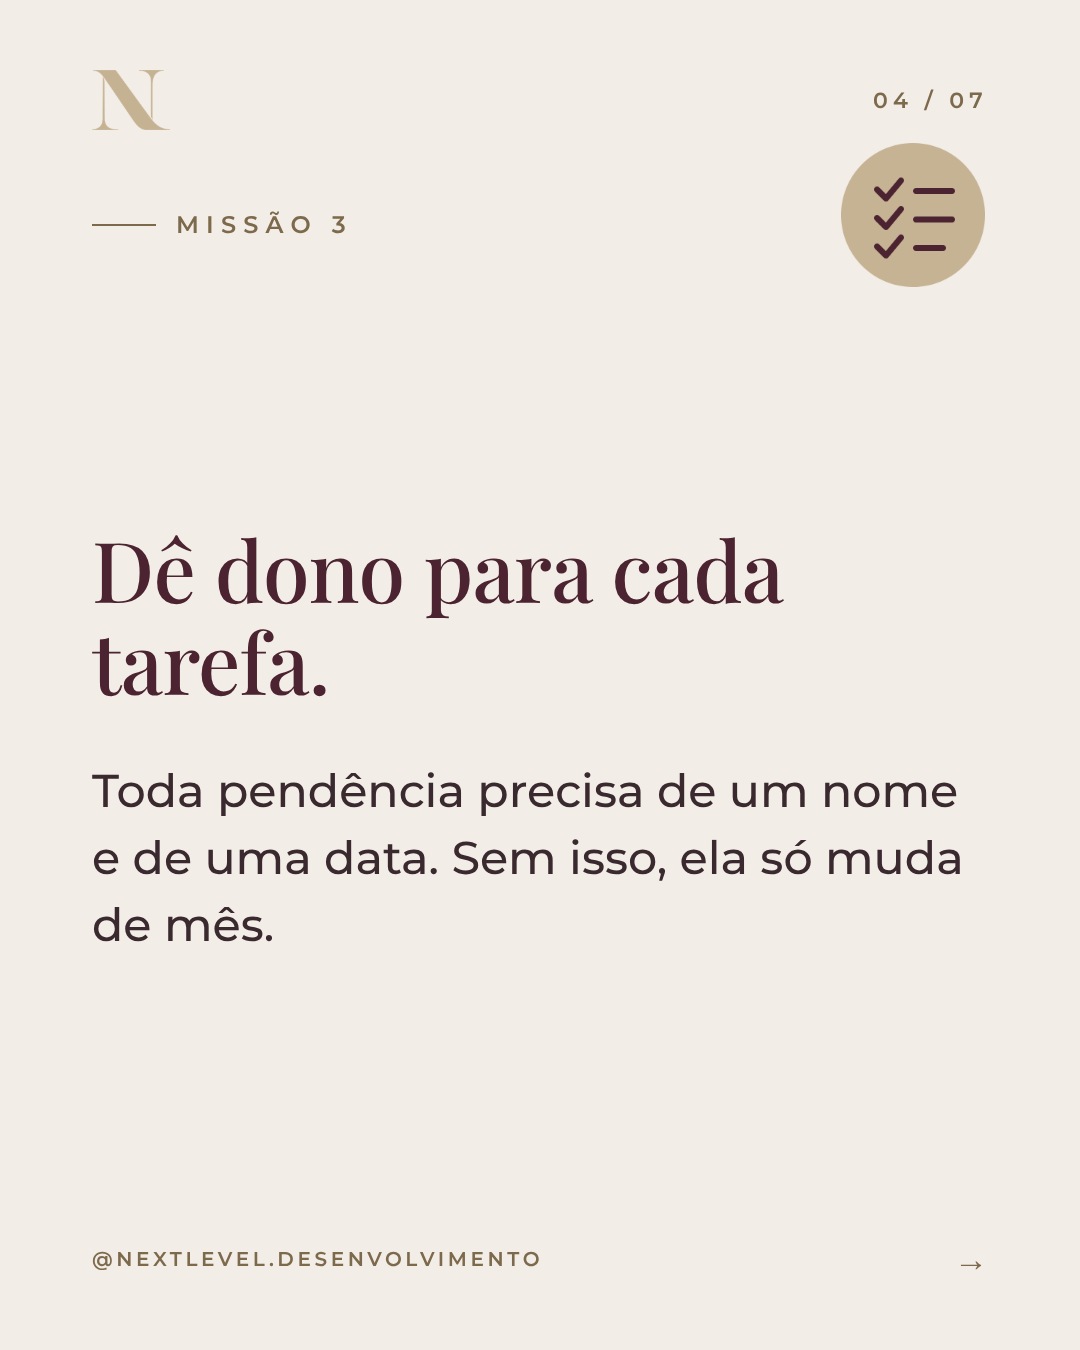 N
04 / 07
MISSÃO 3
Dê dono para cada
tarefa.
Toda pendência precisa de um nome
e de uma data. Sem isso, ela só muda
de mês.
@NEXTLEVEL.DESENVOLVIMENTO
→